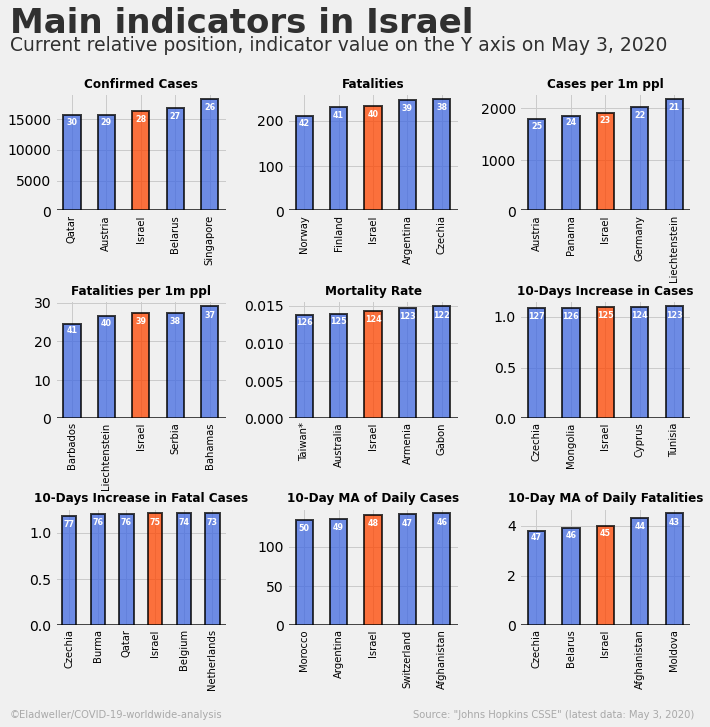 Main indicators in Israel
Current relative position, indicator value on the Y axis on May 3, 2020
Confirmed Cases
15000
10000
5000
0
30
29
28
27
26
Qatar
Austria
Israel
Belarus
Singapore
Fatalities
200
100
0
42
41
40
39
38
Norway
Finland
Israel
Argentina
Czechia
Cases per 1m ppl
2000
1000
0
25
24
23
22
21
Austria
Panama
Israel
Germany
Liechtenstein
Fatalities per 1m ppl
30
20
10
0
41
40
39
38
37
Barbados
Liechtenstein
Israel
Serbia
Bahamas
Mortality Rate
0.015
0.010
0.005
0.000
126
125
124
123
122
Taiwan*
Australia
Israel
Armenia
Gabon
10-Days Increase in Cases
1.0
0.5
0.0
127
126
125
124
123
Czechia
Mongolia
Israel
Cyprus
Tunisia
10-Days Increase in Fatal Cases
1.0
0.5
0.0
77
76
76
75
74
73
Czechia
Burma
Qatar
Israel
Belgium
Netherlands
10-Day MA of Daily Cases
100
50
0
50
49
48
47
46
Morocco
Argentina
Israel
Switzerland
Afghanistan
10-Day MA of Daily Fatalities
4
2
0
47
46
45
44
43
Czechia
Belarus
Israel
Afghanistan
Moldova
©Eladweller/COVID-19-worldwide-analysis
Source: "Johns Hopkins CSSE" (latest data: May 3, 2020)